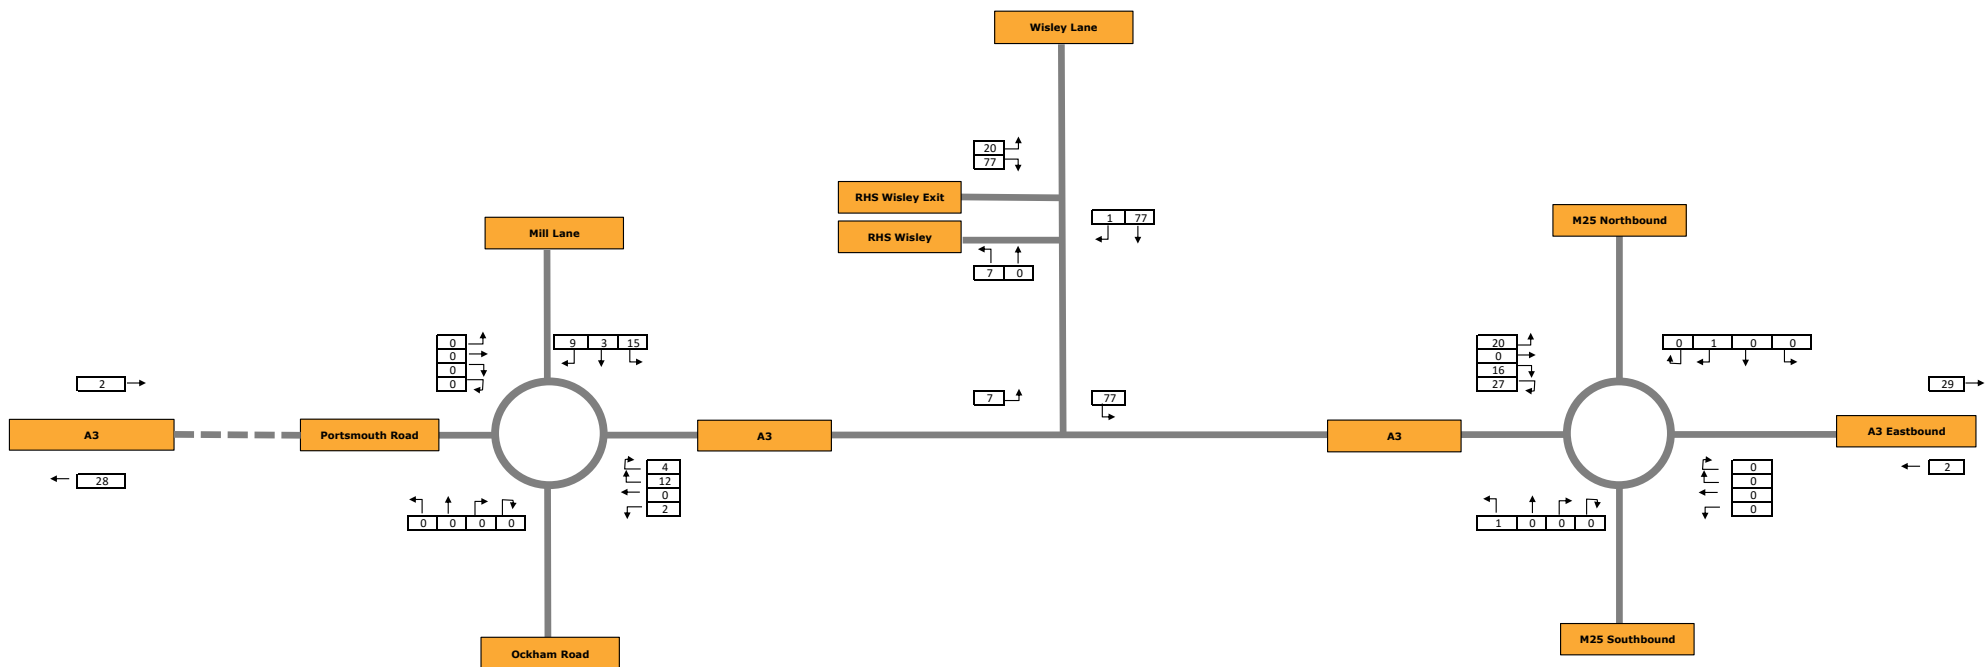 Wisley Lane
20
77
RHS Wisley Exit
RHS Wisley
1 77
7 0
Mill Lane
M25 Northbound
0
0
0
0
9 3 15
20
0
16
27
0 1 0 0
2
7
77
29
A3
Portsmouth Road
A3
A3
A3 Eastbound
28
4
12
0
2
0
0
0
0
2
0 0 0 0
1 0 0 0
Ockham Road
M25 Southbound